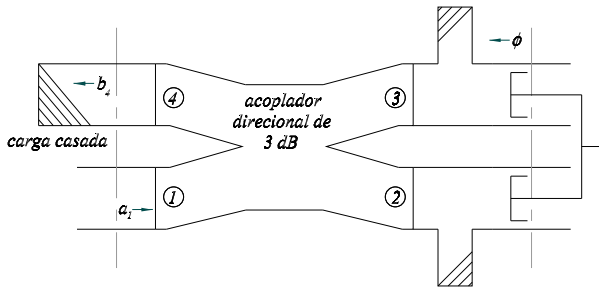 ϕ
b₄
④
③
acoplador
direcional de
3 dB
carga casada
a₁
①
②